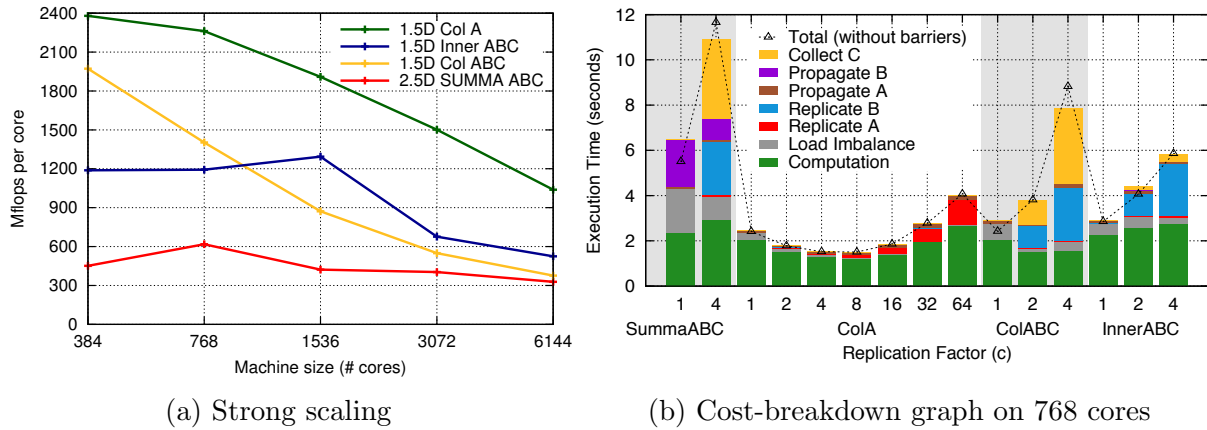 2400
2100
1800
1500
1200
900
600
300
0
Mflops per core
1.5D Col A
1.5D Inner ABC
1.5D Col ABC
2.5D SUMMA ABC
384 768 1536 3072 6144
Machine size (# cores)
(a) Strong scaling
12
10
8
6
4
2
0
Execution Time (seconds)
Total (without barriers)
Collect C
Propagate B
Propagate A
Replicate B
Replicate A
Load Imbalance
Computation
1 4 1 2 4 8 16 32 64 1 2 4 1 2 4
SummaABC ColA ColABC InnerABC
Replication Factor (c)
(b) Cost-breakdown graph on 768 cores